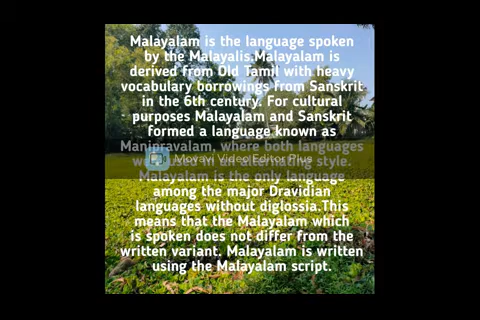 Malayalam is the language spoken
by the Malayalis.Malayalam is
derived from Old Tamil with heavy
vocabulary borrowings from Sanskrit
in the 6th century. For cultural
purposes Malayalam and Sanskrit
formed a language known as
Manipravalam, where both languages
were used in an alternating style.
Movavi Video Editor Plus
Malayalam is the only language
among the major Dravidian
languages without diglossia.This
means that the Malayalam which
is spoken does not differ from the
written variant. Malayalam is written
using the Malayalam script.